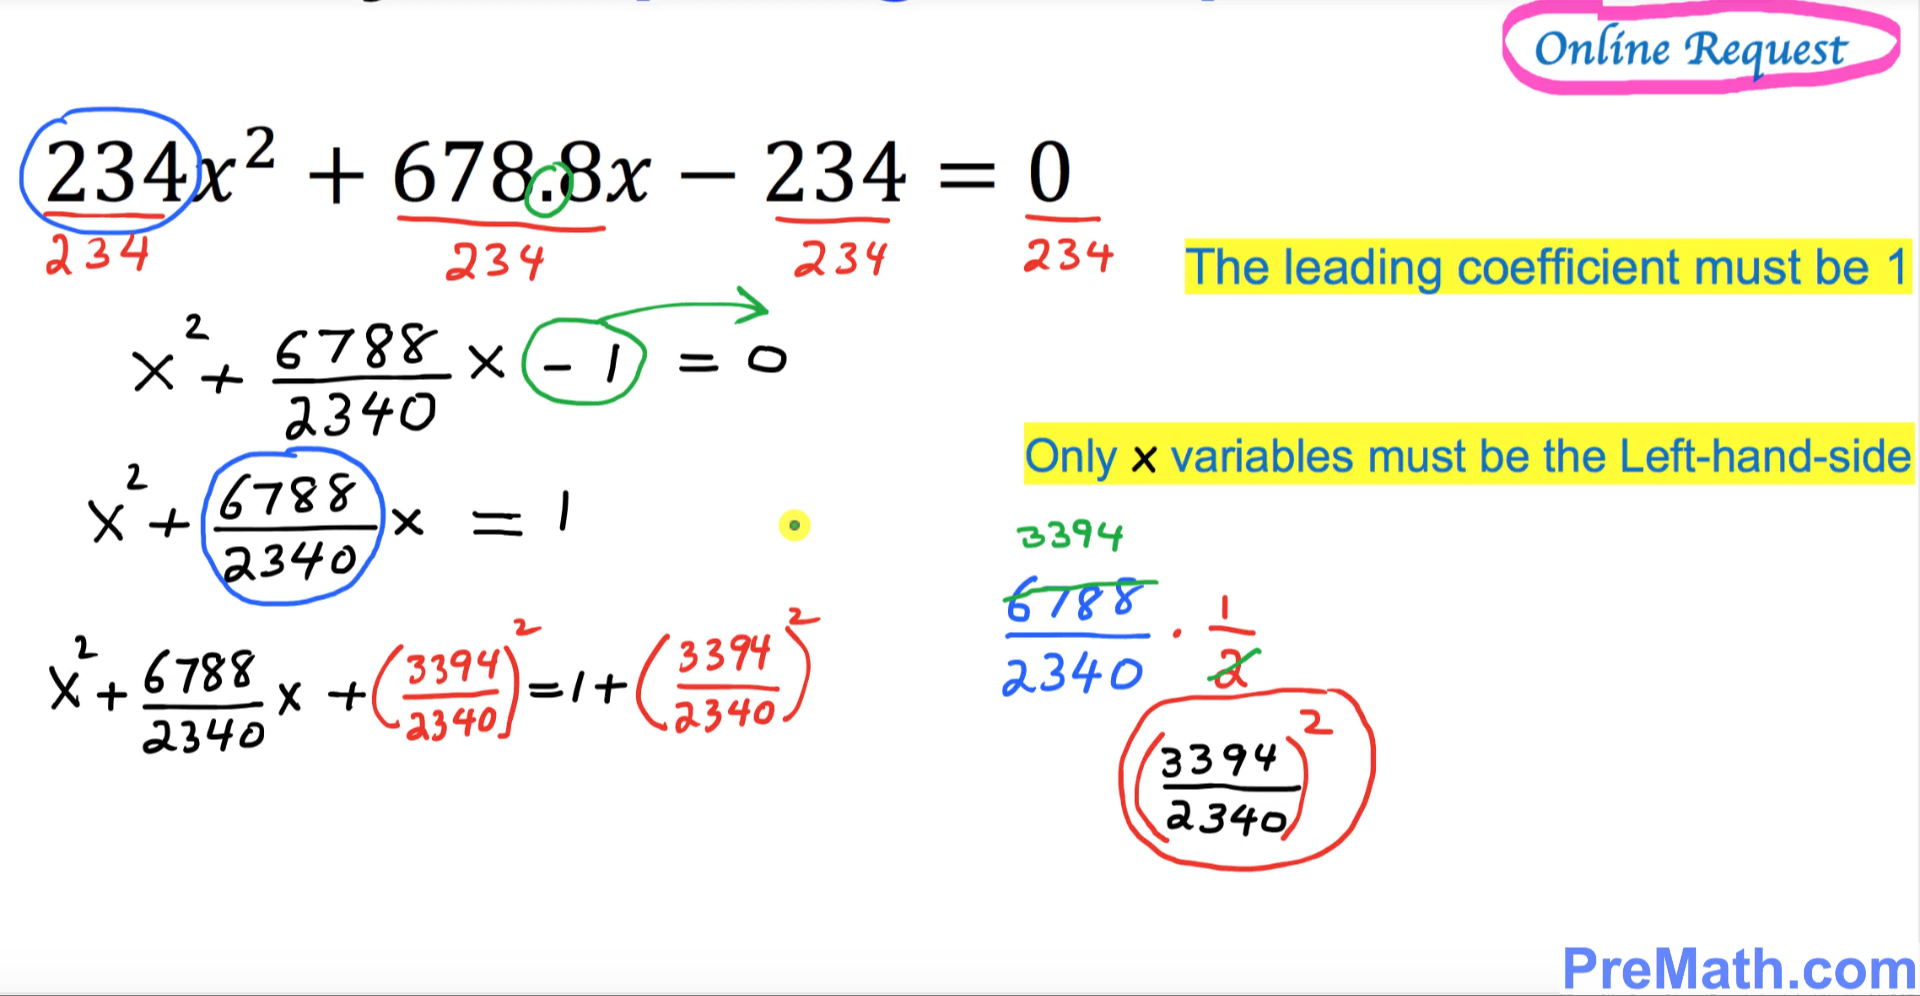 Online Request
234x² + 678.8x − 234 = 0
234 234 234 234
The leading coefficient must be 1
x² + 6788/2340 x − 1 = 0
Only x variables must be the Left-hand-side
x² + 6788/2340 x = 1
3394
6788/2340 · 1/2
x² + 6788/2340 x + (3394/2340)² = 1 + (3394/2340)²
(3394/2340)²
PreMath.com